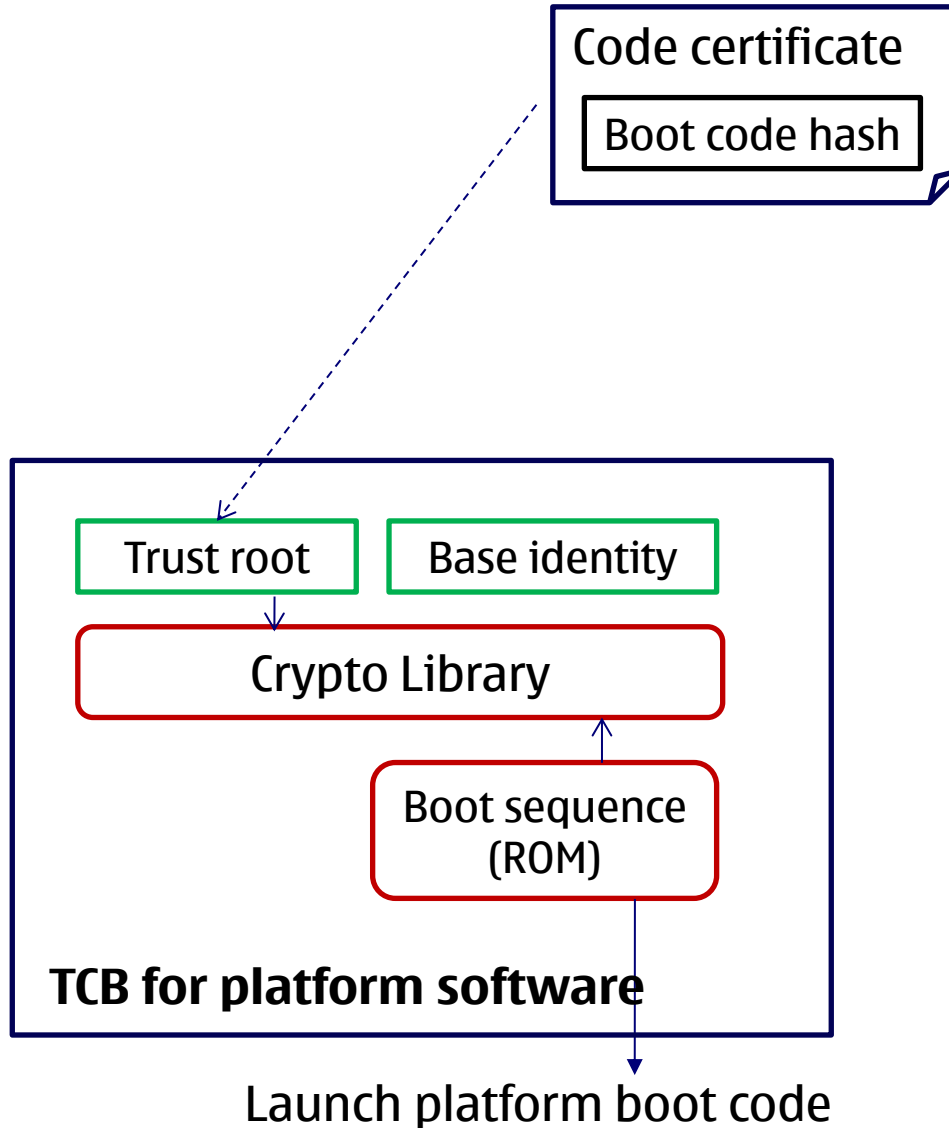 Code certificate
Boot code hash
Trust root
Base identity
Crypto Library
Boot sequence
(ROM)
TCB for platform software
Launch platform boot code